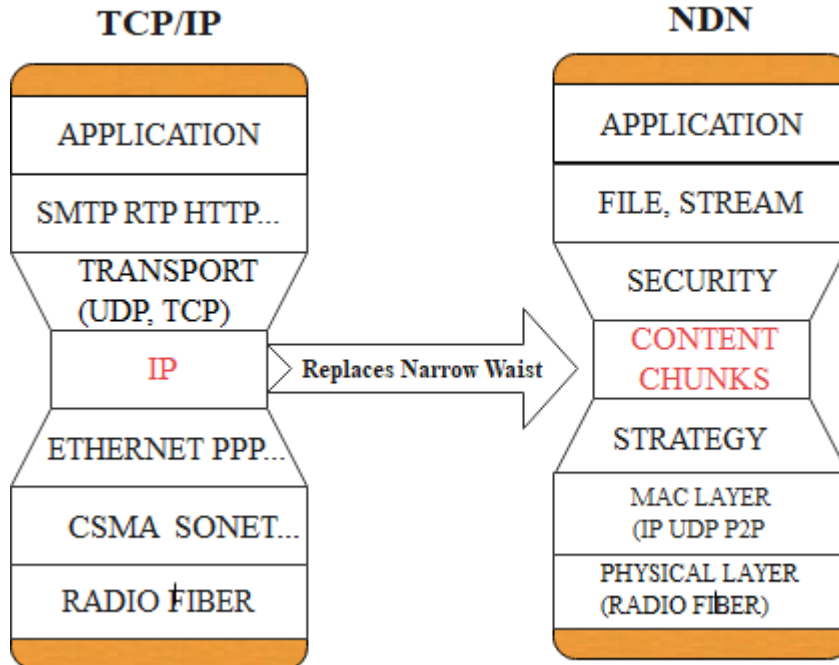 TCP/IP
APPLICATION
SMTP RTP HTTP...
TRANSPORT
(UDP, TCP)
IP
ETHERNET PPP...
CSMA SONET...
RADIO FIBER
Replaces Narrow Waist
NDN
APPLICATION
FILE, STREAM
SECURITY
CONTENT
CHUNKS
STRATEGY
MAC LAYER
(IP UDP P2P
PHYSICAL LAYER
(RADIO FIBER)